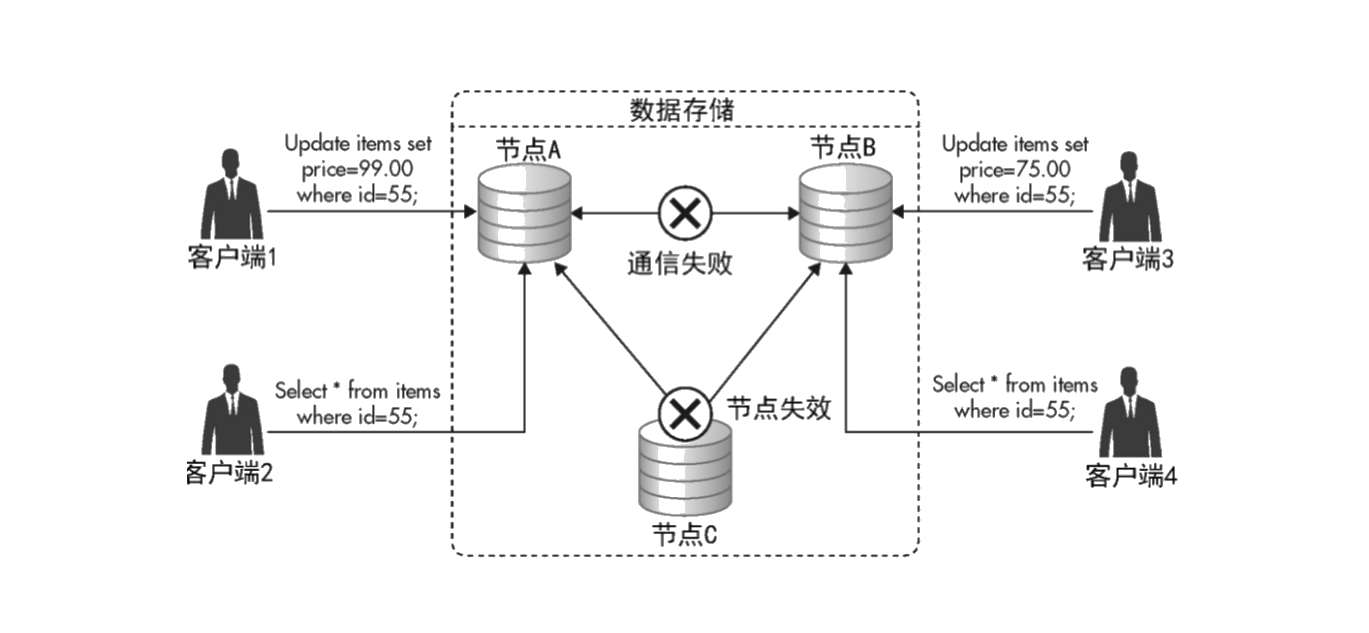 数据存储
Update items set
price=99.00
where id=55;
节点A
节点B
Update items set
price=75.00
where id=55;
客户端1
通信失败
客户端3
Select * from items
where id=55;
节点失效
Select * from items
where id=55;
客户端2
节点C
客户端4